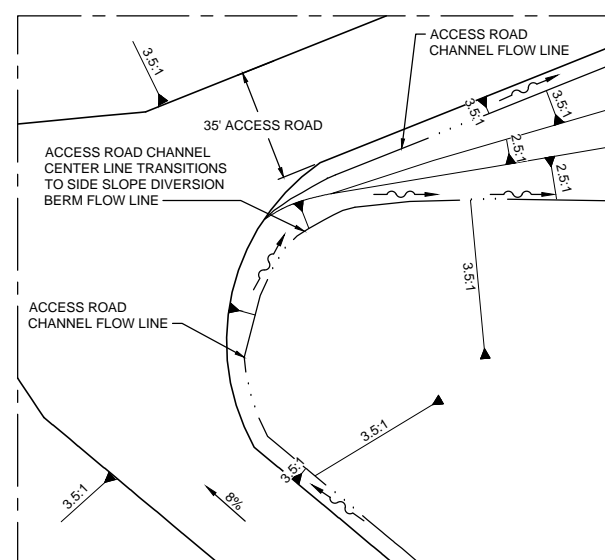 3.5:1
ACCESS ROAD
CHANNEL FLOW LINE
35' ACCESS ROAD
3.5:1
3.5:1
2.5:1
2.5:1
ACCESS ROAD CHANNEL
CENTER LINE TRANSITIONS
TO SIDE SLOPE DIVERSION
BERM FLOW LINE
3.5:1
ACCESS ROAD
CHANNEL FLOW LINE
3.5:1
3.5:1
3.5:1
8%